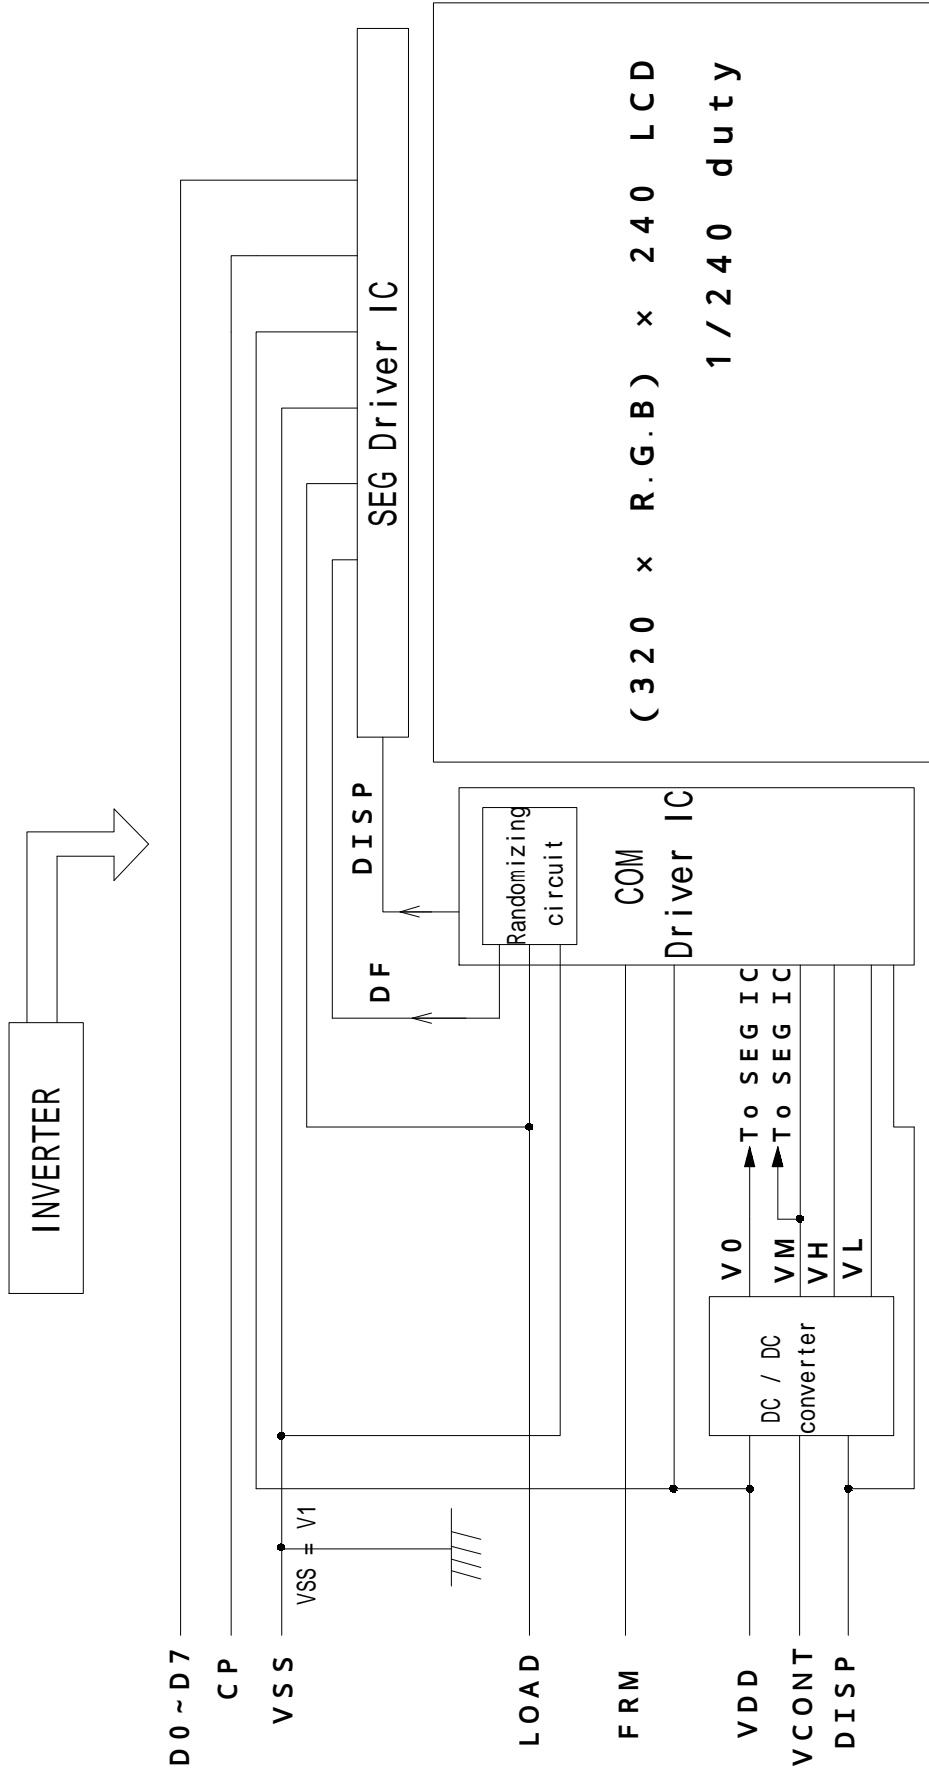 INVERTER
D0~D7
CP
VSS
VSS = V1
LOAD
FRM
VDD
VCONT
DISP
DC / DC
converter
V0
VM
VH
VL
To SEG IC
To SEG IC
DF
DISP
Randomizing
circuit
COM
Driver IC
SEG Driver IC
(320 × R.G.B) × 240 LCD
1/240 duty